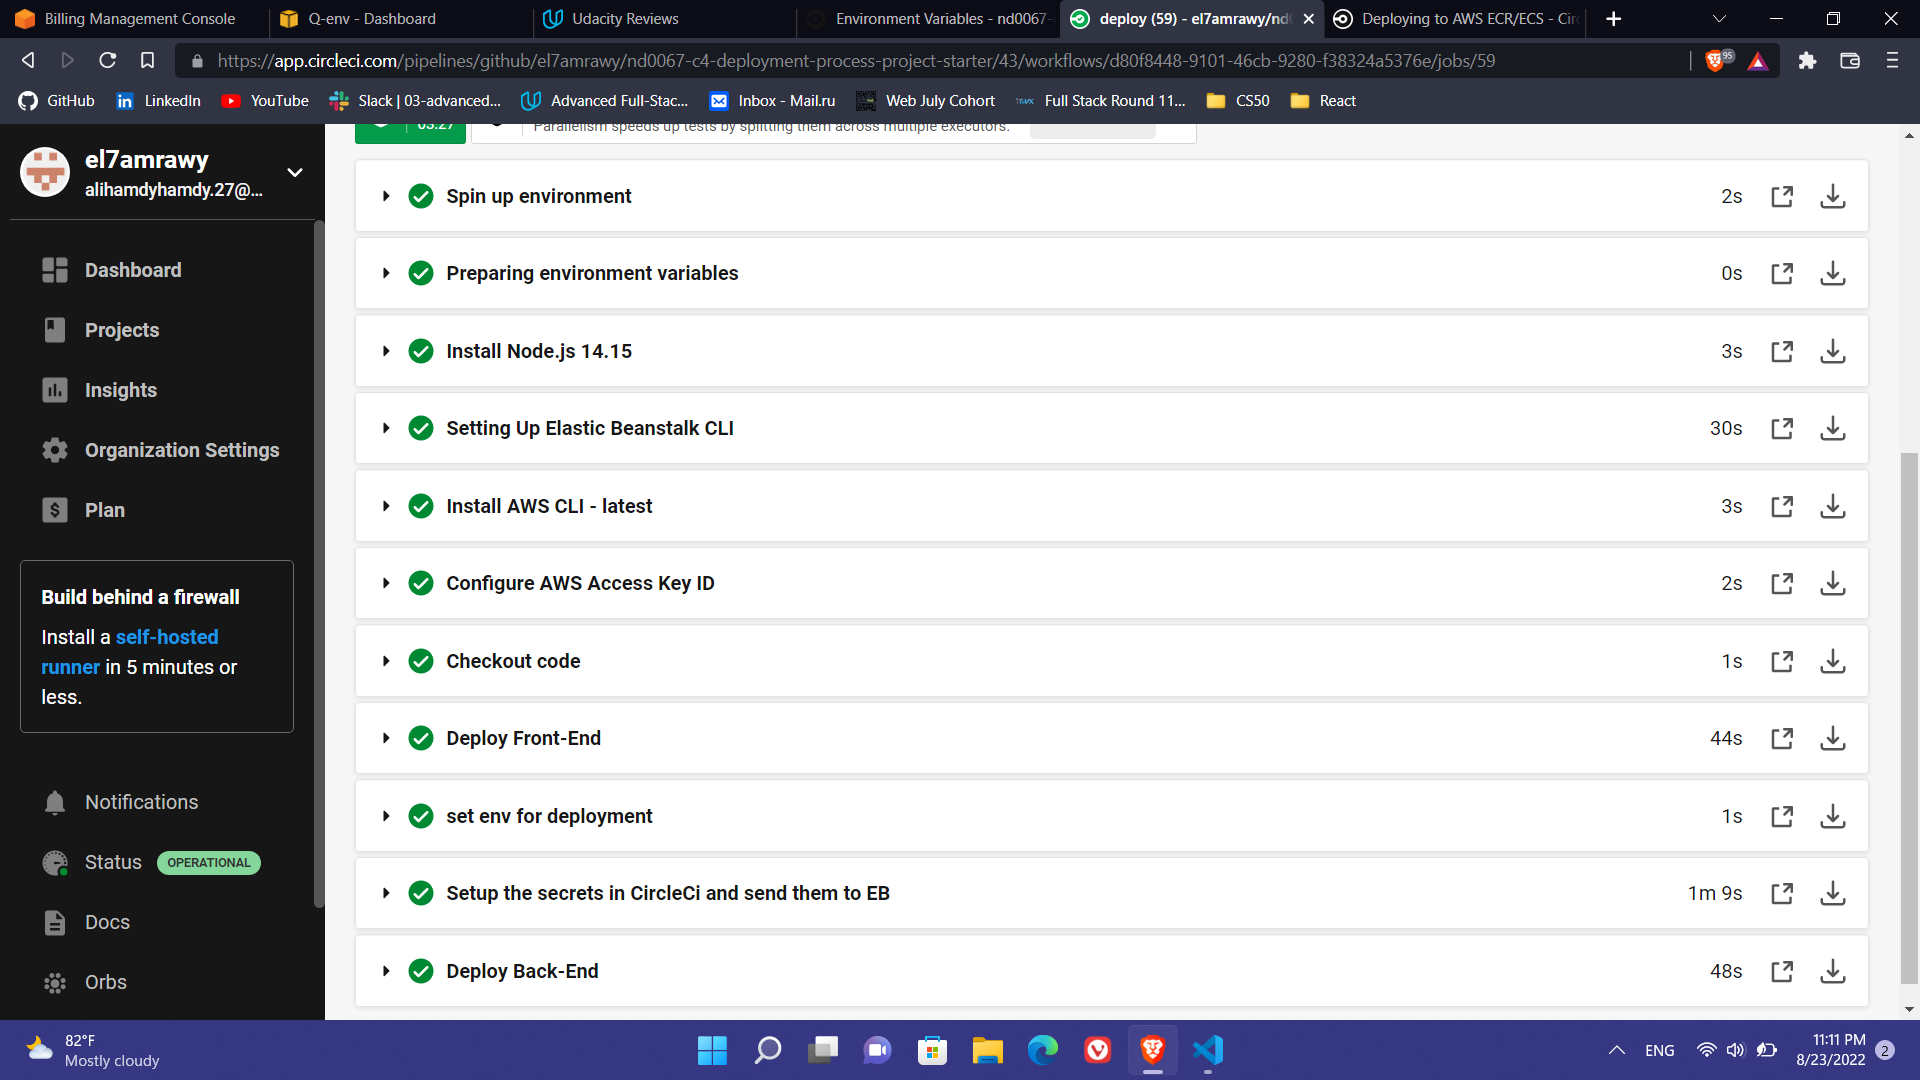 Billing Management Console
Q-env - Dashboard
Udacity Reviews
Environment Variables - nd0067-
deploy (59) - el7amrawy/nd
Deploying to AWS ECR/ECS - Cir
https://app.circleci.com/pipelines/github/el7amrawy/nd0067-c4-deployment-process-project-starter/43/workflows/d80f8448-9101-46cb-9280-f38324a5376e/jobs/59
95
GitHub
LinkedIn
YouTube
Slack | 03-advanced...
Advanced Full-Stac...
Inbox - Mail.ru
Web July Cohort
Full Stack Round 11...
CS50
React
el7amrawy
alihamdyhamdy.27@...
Dashboard
Projects
Insights
Organization Settings
Plan
Build behind a firewall
Install a self-hosted
runner in 5 minutes or
less.
Notifications
Status OPERATIONAL
Docs
Orbs
03:27
Parallelism speeds up tests by splitting them across multiple executors.
Spin up environment 2s
Preparing environment variables 0s
Install Node.js 14.15 3s
Setting Up Elastic Beanstalk CLI 30s
Install AWS CLI - latest 3s
Configure AWS Access Key ID 2s
Checkout code 1s
Deploy Front-End 44s
set env for deployment 1s
Setup the secrets in CircleCi and send them to EB 1m 9s
Deploy Back-End 48s
82°F
Mostly cloudy
ENG
11:11 PM
8/23/2022
2